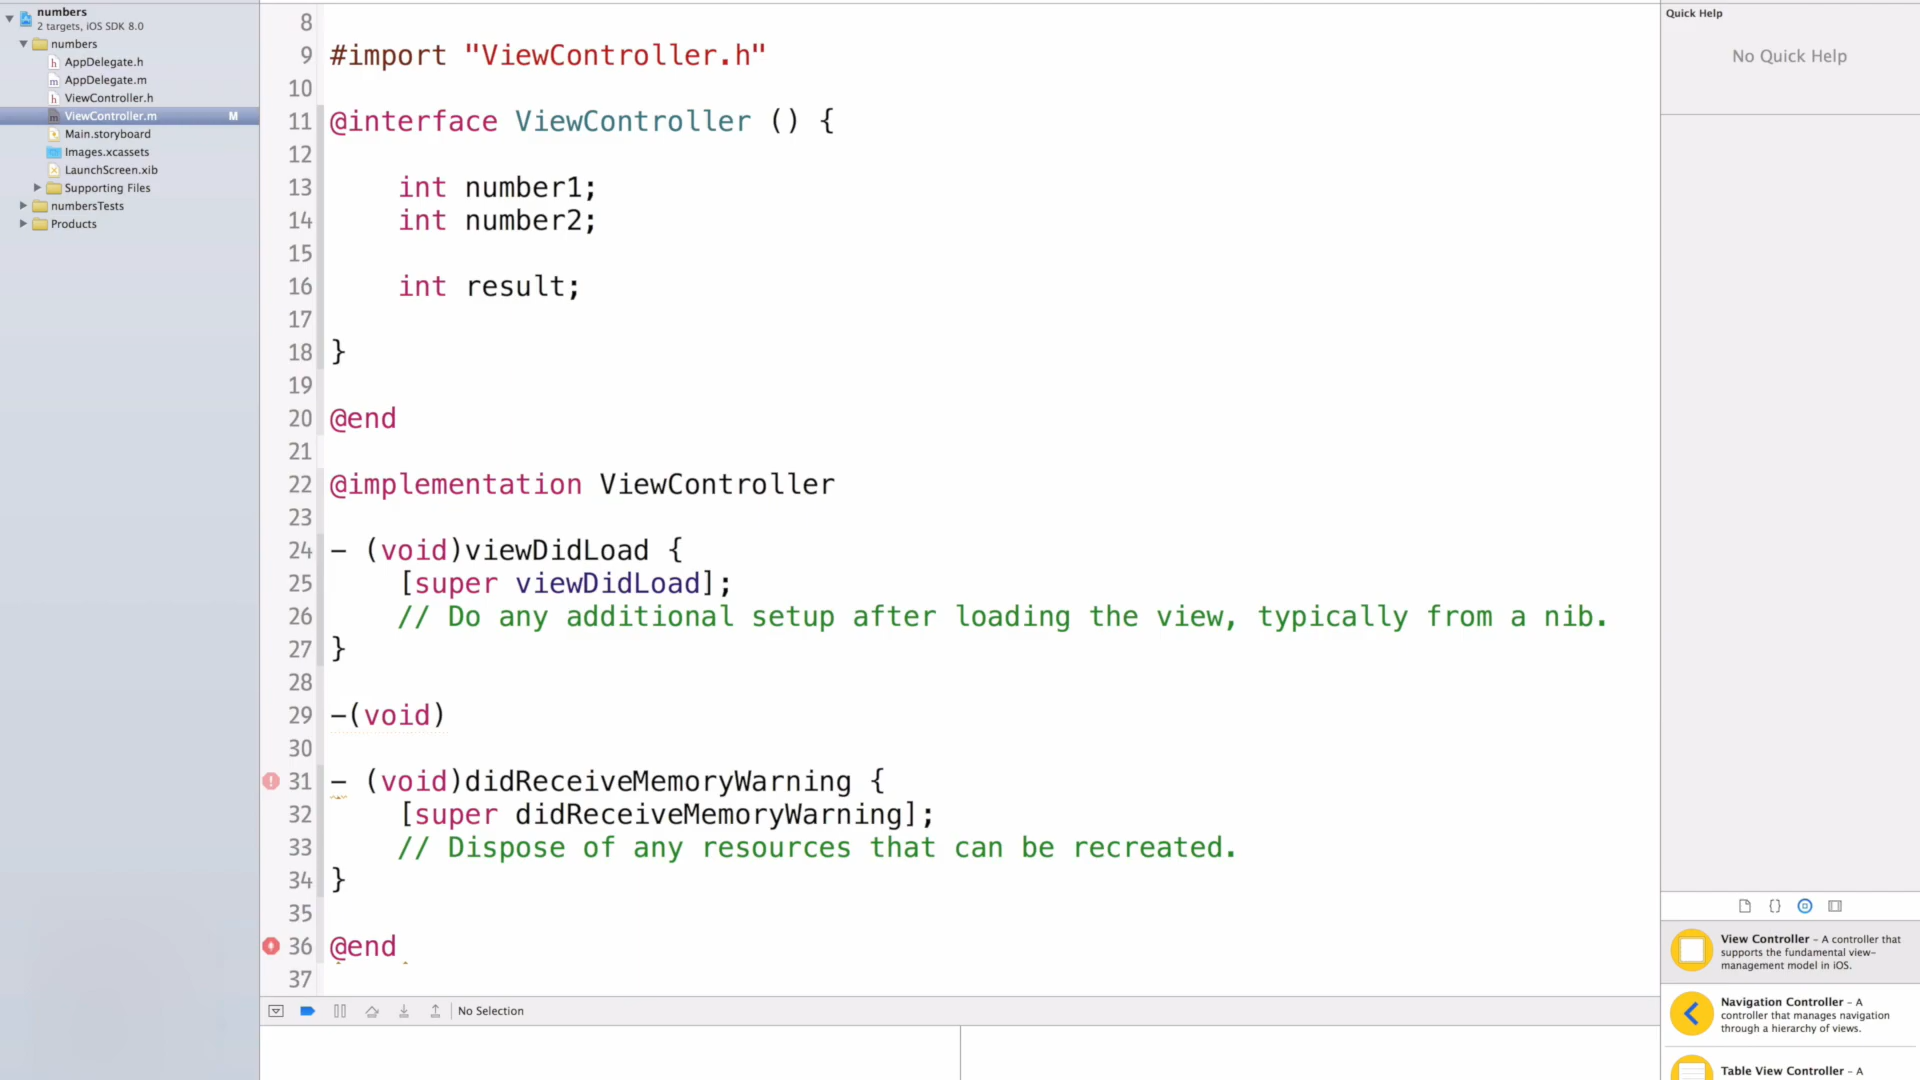 numbers
2 targets, iOS SDK 8.0
numbers
AppDelegate.h
AppDelegate.m
ViewController.h
ViewController.m M
Main.storyboard
Images.xcassets
LaunchScreen.xib
Supporting Files
numbersTests
Products
8
9 #import "ViewController.h"
10
11 @interface ViewController () {
12
13 int number1;
14 int number2;
15
16 int result;
17
18 }
19
20 @end
21
22 @implementation ViewController
23
24 - (void)viewDidLoad {
25 [super viewDidLoad];
26 // Do any additional setup after loading the view, typically from a nib.
27 }
28
29 -(void)
30
31 - (void)didReceiveMemoryWarning {
32 [super didReceiveMemoryWarning];
33 // Dispose of any resources that can be recreated.
34 }
35
36 @end
37
No Selection
Quick Help
No Quick Help
View Controller - A controller that
supports the fundamental view-
management model in iOS.
Navigation Controller - A
controller that manages navigation
through a hierarchy of views.
Table View Controller - A